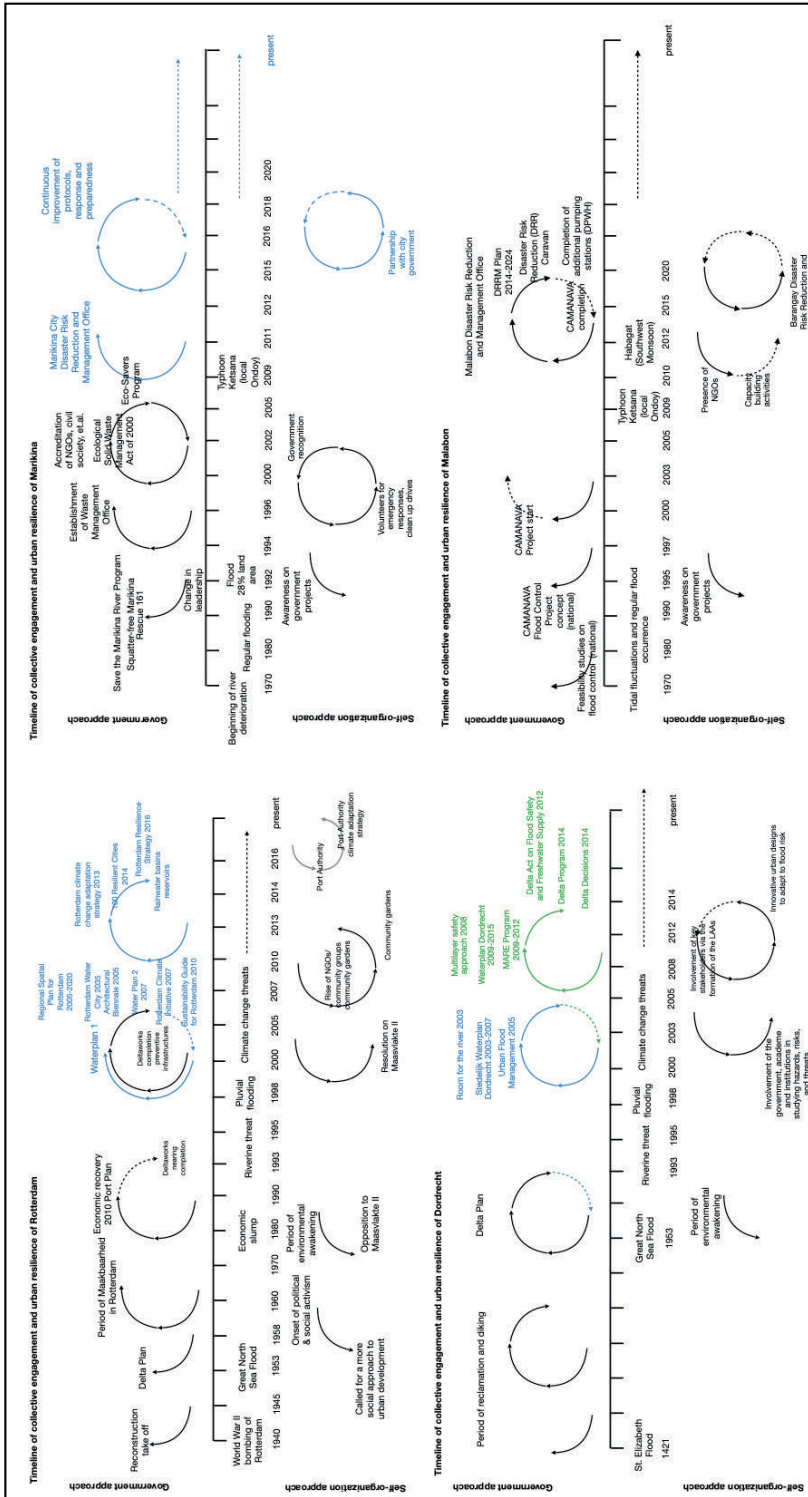 Timeline of collective engagement and urban resilience of Rotterdam
Government approach
Reconstruction
take off
Delta Plan
Period of Maakbaarheid
in Rotterdam
Economic recovery
2010 Port Plan
Deltaworks
nearing
completion
Waterplan 1
Deltaworks
completion
preventive
infrastructures
Regional Spatial
Plan for
Rotterdam
2005-2020
Rotterdam Water
City 2035
Architectural
Biennale 2005
Water Plan 2
2007
Rotterdam Climate
Initiative 2007
Sustainability Guide
for Rotterdam 2010
Rotterdam climate
change adaptation
strategy 2013
100 Resilient Cities
2014
Rotterdam Resilience
Strategy 2016
Rainwater basins
reservoirs
World War II
bombing of
Rotterdam
Great North
Sea Flood
Economic
slump
Riverine threat
Pluvial
flooding
Climate change threats
1940
1945
1953
1958
1960
1970
1980
1990
1993
1995
1998
2000
2005
2007
2010
2013
2014
2016
present
Self-organization approach
Onset of political
& social activism
Called for a more
social approach to
urban development
Period of
environmental
awakening
Opposition to
Maasvlakte II
Resolution on
Maasvlakte II
Rise of NGOs/
community groups
community gardens
Community gardens
Port Authority
Port Authority
climate adaptation
strategy
Timeline of collective engagement and urban resilience of Marikina
Government approach
Save the Marikina River Program
Squatter-free Marikina
Rescue 161
Change in
leadership
Establishment
of Waste
Management
Office
Accreditation
of NGOs, civil
society, et.al.
Ecological
Solid Waste
Management
Act of 2000
Eco-Savers
Program
Marikina City
Disaster Risk
Reduction and
Management Office
Continuous
improvement of
protocols,
response and
preparedness
Beginning of river
deterioration
Regular flooding
Flood
28% land
area
Typhoon
Ketsana
(local
Ondoy)
1970
1980
1990
1992
1994
1996
2000
2002
2005
2009
2011
2012
2015
2016
2018
2020
present
Self-organization approach
Awareness on
government
projects
Volunteers for
emergency
responses,
clean up drives
Government
recognition
Partnership
with city
government
Timeline of collective engagement and urban resilience of Dordrecht
Government approach
Period of reclamation and diking
Delta Plan
Room for the river 2003
Stedelijk Waterplan
Dordrecht 2003-2007
Urban Flood
Management 2005
Multilayer safety
approach 2008
Waterplan Dordrecht
2009-2015
MARE Program
2009-2012
Delta Act on Flood Safety
and Freshwater Supply 2012
Delta Program 2014
Delta Decisions 2014
St. Elizabeth
Flood
Great North
Sea Flood
Riverine threat
Pluvial
flooding
Climate change threats
1421
1953
1993
1995
1998
2000
2003
2005
2008
2012
2014
present
Self-organization approach
Period of
environmental
awakening
Involvement of the
government, academe
and institutions in
studying hazards, risks,
and threats
Involvement of key
stakeholders via the
formation of the LAAs
Innovative urban designs
to adapt to flood risk
Timeline of collective engagement and urban resilience of Malabon
Government approach
Feasibility studies on
flood control (national)
CAMANAVA
Flood Control
Project
concept
(national)
CAMANAVA
Project start
Malabon Disaster Risk Reduction
and Management Office
DRRM Plan
2014-2024
Disaster Risk
Reduction (DRR)
Caravan
Completion of
additional pumping
stations (DPWH)
CAMANAVA
completion
Tidal fluctuations and regular flood
occurrence
Typhoon
Ketsana
(local
Ondoy)
Habagat
(Southwest
Monsoon)
1970
1980
1990
1995
1997
2000
2003
2005
2009
2010
2012
2015
2020
present
Self-organization approach
Awareness on
government
projects
Presence of
NGOs
Capacity
building
activities
Barangay Disaster
Risk Reduction and